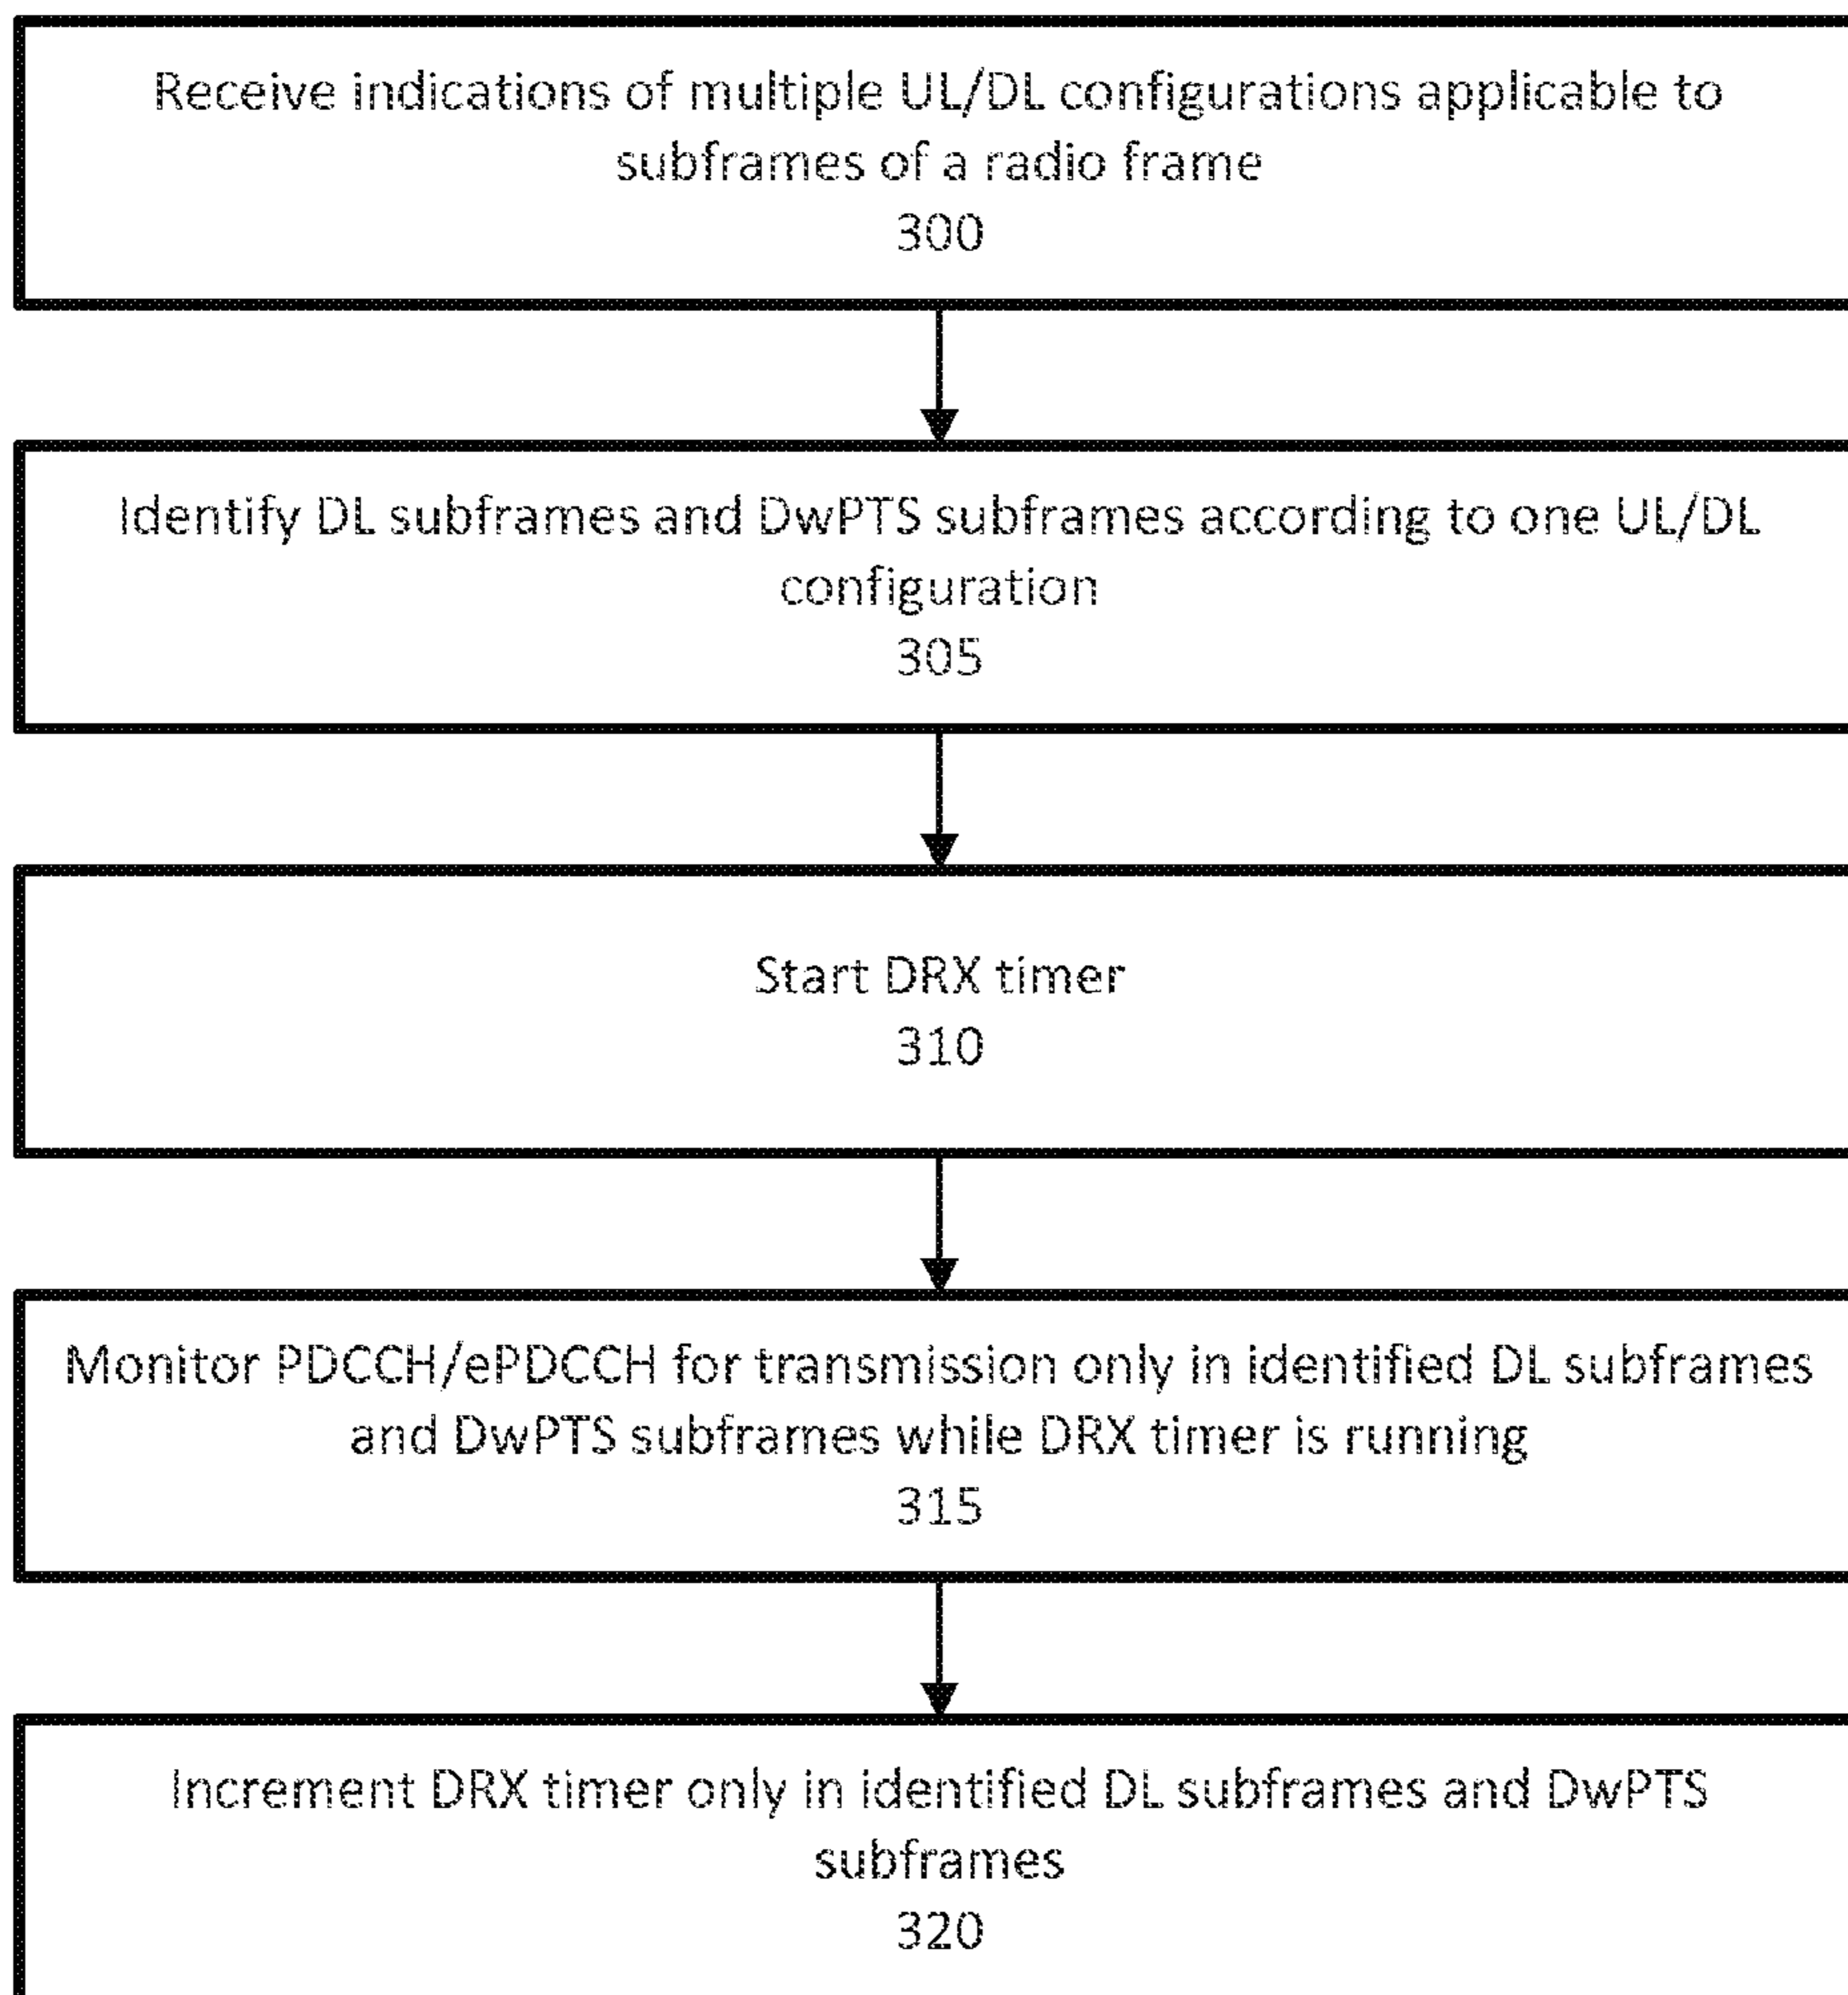 Receive indications of multiple UL/DL configurations applicable to
subframes of a radio frame
300
Identify DL subframes and DwPTS subframes according to one UL/DL
configuration
305
Start DRX timer
310
Monitor PDCCH/ePDCCH for transmission only in identified DL subframes
and DwPTS subframes while DRX timer is running
315
Increment DRX timer only in identified DL subframes and DwPTS
subframes
320